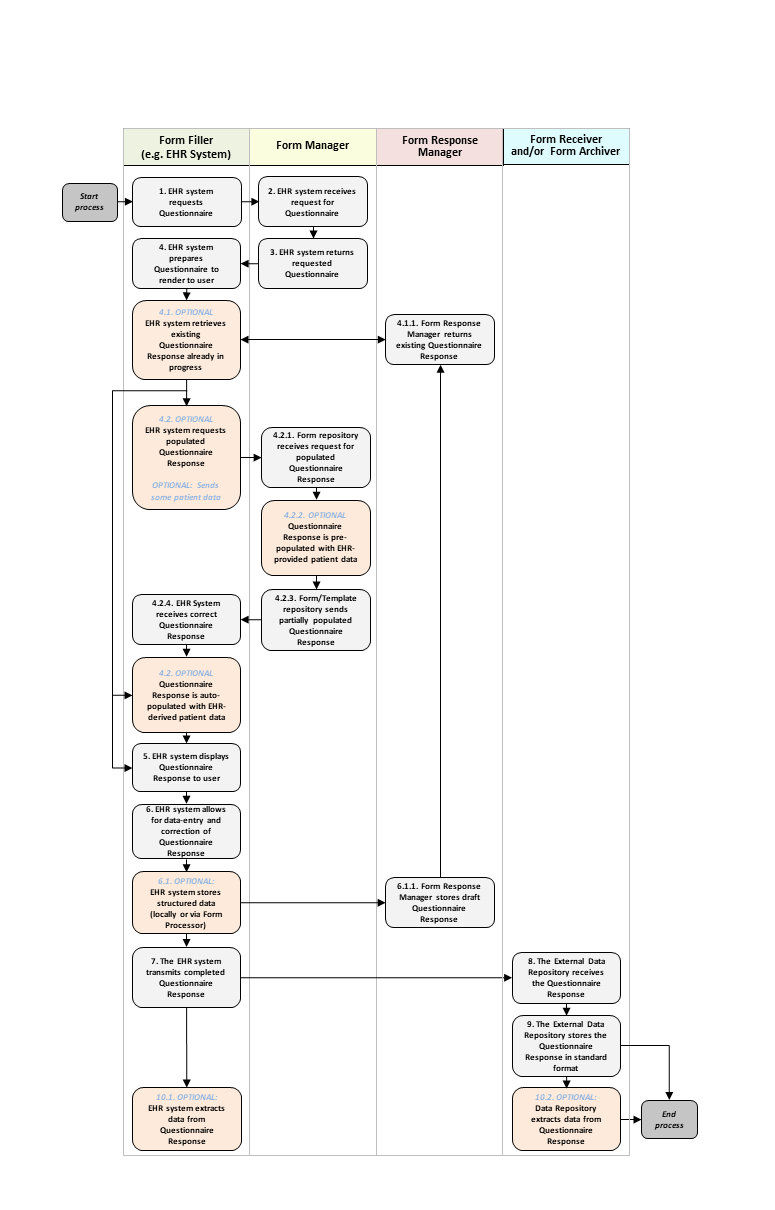 Form Filler
(e.g. EHR System)
Form Manager
Form Response
Manager
Form Receiver
and/or Form Archiver
Start
process
1. EHR system
requests
Questionnaire
2. EHR system receives
request for
Questionnaire
4. EHR system
prepares
Questionnaire to
render to user
3. EHR system returns
requested
Questionnaire
4.1. OPTIONAL
EHR system retrieves
existing
Questionnaire
Response already in
progress
4.1.1. Form Response
Manager returns
existing Questionnaire
Response
4.2. OPTIONAL
EHR system requests
populated
Questionnaire
Response
OPTIONAL: Sends
some patient data
4.2.1. Form repository
receives request for
populated
Questionnaire
Response
4.2.2. OPTIONAL
Questionnaire
Response is pre-
populated with EHR-
provided patient data
4.2.3. Form/Template
repository sends
partially populated
Questionnaire
Response
4.2.4. EHR System
receives correct
Questionnaire
Response
4.2. OPTIONAL
Questionnaire
Response is auto-
populated with EHR-
derived patient data
5. EHR system displays
Questionnaire
Response to user
6. EHR system allows
for data-entry and
correction of
Questionnaire
Response
6.1. OPTIONAL:
EHR system stores
structured data
(locally or via Form
Processor)
6.1.1. Form Response
Manager stores draft
Questionnaire
Response
7. The EHR system
transmits completed
Questionnaire
Response
8. The External Data
Repository receives
the Questionnaire
Response
9. The External Data
Repository stores the
Questionnaire
Response in standard
format
10.1. OPTIONAL:
EHR system extracts
data from
Questionnaire
Response
10.2. OPTIONAL:
Data Repository
extracts data from
Questionnaire
Response
End
process